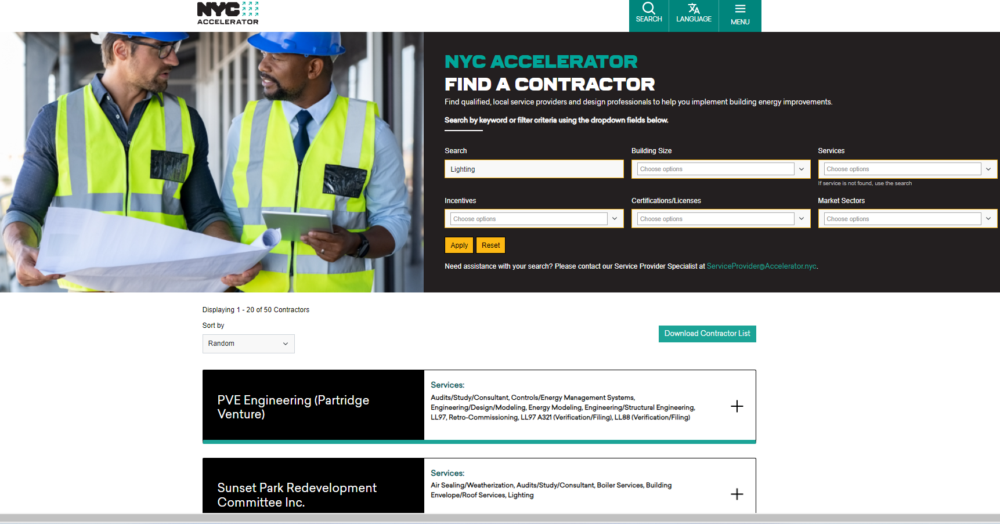 NYC
ACCELERATOR
SEARCH
LANGUAGE
MENU
NYC ACCELERATOR
FIND A CONTRACTOR
Find qualified, local service providers and design professionals to help you implement building energy improvements.
Search by keyword or filter criteria using the dropdown fields below.
Search
Building Size
Services
Lighting
Choose options
Choose options
If service is not found, use the search
Incentives
Certifications/Licenses
Market Sectors
Choose options
Choose options
Choose options
Apply
Reset
Need assistance with your search? Please contact our Service Provider Specialist at ServiceProvider@Accelerator.nyc.
Displaying 1 - 20 of 50 Contractors
Sort by
Random
Download Contractor List
PVE Engineering (Partridge
Venture)
Services:
Audits/Study/Consultant, Controls/Energy Management Systems,
Engineering/Design/Modeling, Energy Modeling, Engineering/Structural Engineering,
LL97, Retro-Commissioning, LL97 A321 (Verification/Filing), LL88 (Verification/Filing)
Sunset Park Redevelopment
Committee Inc.
Services:
Air Sealing/Weatherization, Audits/Study/Consultant, Boiler Services, Building
Envelope/Roof Services, Lighting